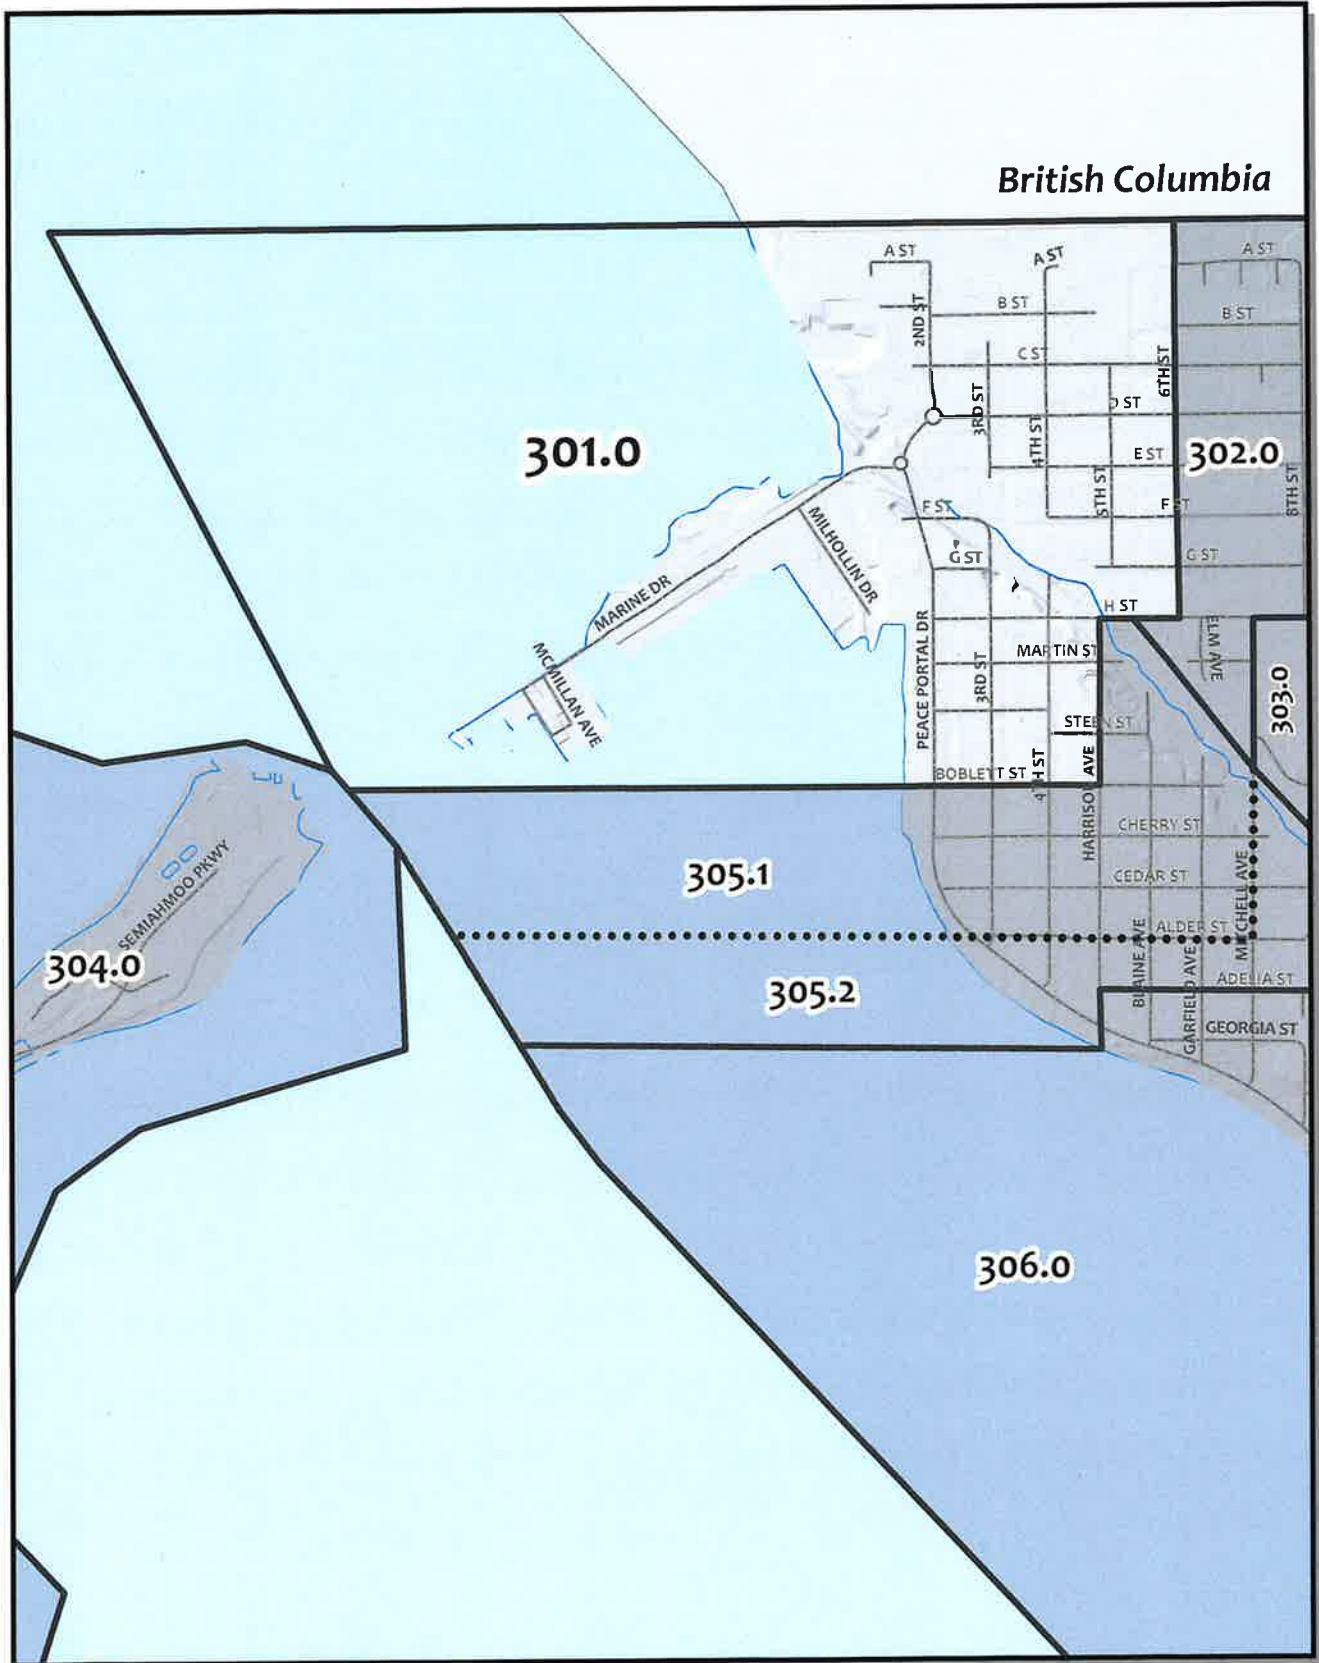 British Columbia
A ST
A ST
A ST
2ND ST
B ST
B ST
C ST
6TH ST
3RD ST
D ST
4TH ST
301.0
E ST
302.0
5TH ST
8TH ST
F ST
F ST
MILHOLLIN DR
G ST
G ST
MARINE DR
H ST
PEACE PORTAL DR
MARTIN ST
ELM AVE
3RD ST
303.0
MCMILLAN AVE
STEEN ST
BOBLETT ST
4TH ST
HARRISON AVE
CHERRY ST
305.1
CEDAR ST
SEMIAHMOO PKWY
MITCHELL AVE
ALDER ST
304.0
BLAINE AVE
GARFIELD AVE
ADELIA ST
305.2
GEORGIA ST
306.0